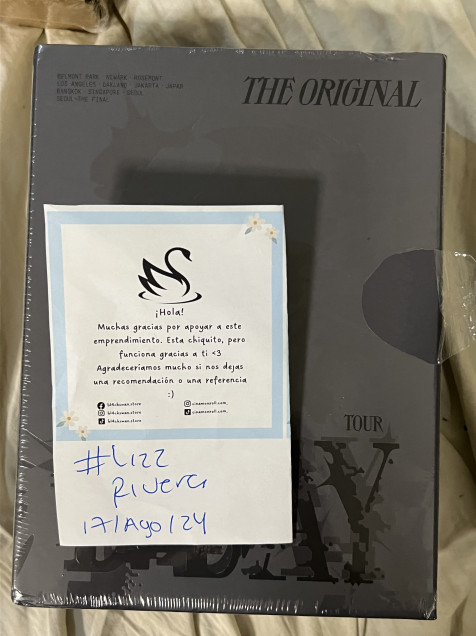 BELMONT PARK · NEWARK · ROSEMONT
LOS ANGELES · OAKLAND · JAKARTA · JAPAN
BANGKOK · SINGAPORE · SEOUL
SEOUL-THE FINAL
THE ORIGINAL
¡Hola!
Muchas gracias por apoyar a este
emprendimiento. Esta chiquito, pero
funciona gracias a ti <3
Agradeceriamos mucho si nos dejas
una recomendación o una referencia
:)
#Lizz
Rivera
17/Ago/24
TOUR
D-DAY